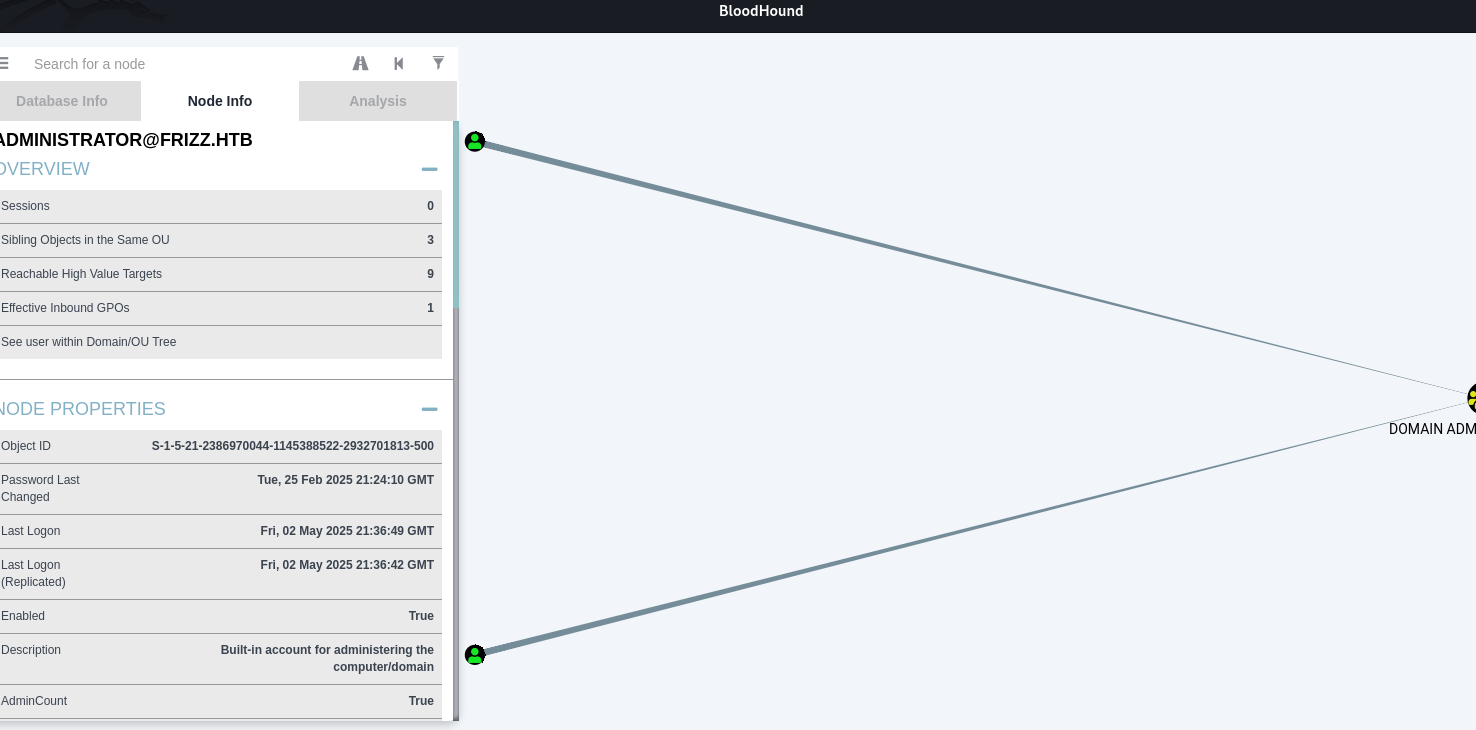 BloodHound
Search for a node
Database Info
Node Info
Analysis
ADMINISTRATOR@FRIZZ.HTB
OVERVIEW
Sessions 0
Sibling Objects in the Same OU 3
Reachable High Value Targets 9
Effective Inbound GPOs 1
See user within Domain/OU Tree
NODE PROPERTIES
Object ID S-1-5-21-2386970044-1145388522-2932701813-500
Password Last Tue, 25 Feb 2025 21:24:10 GMT
Changed
Last Logon Fri, 02 May 2025 21:36:49 GMT
Last Logon Fri, 02 May 2025 21:36:42 GMT
(Replicated)
Enabled True
Description Built-in account for administering the
computer/domain
AdminCount True
DOMAIN ADM